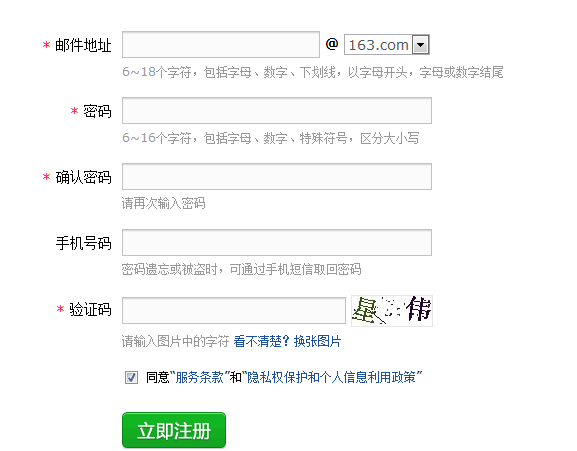 * 邮件地址 @ 163.com
6~18个字符，包括字母、数字、下划线，以字母开头，字母或数字结尾
* 密码
6~16个字符，包括字母、数字、特殊符号，区分大小写
* 确认密码
请再次输入密码
手机号码
密码遗忘或被盗时，可通过手机短信取回密码
* 验证码
请输入图片中的字符 看不清楚？换张图片
同意“服务条款”和“隐私权保护和个人信息利用政策”
立即注册